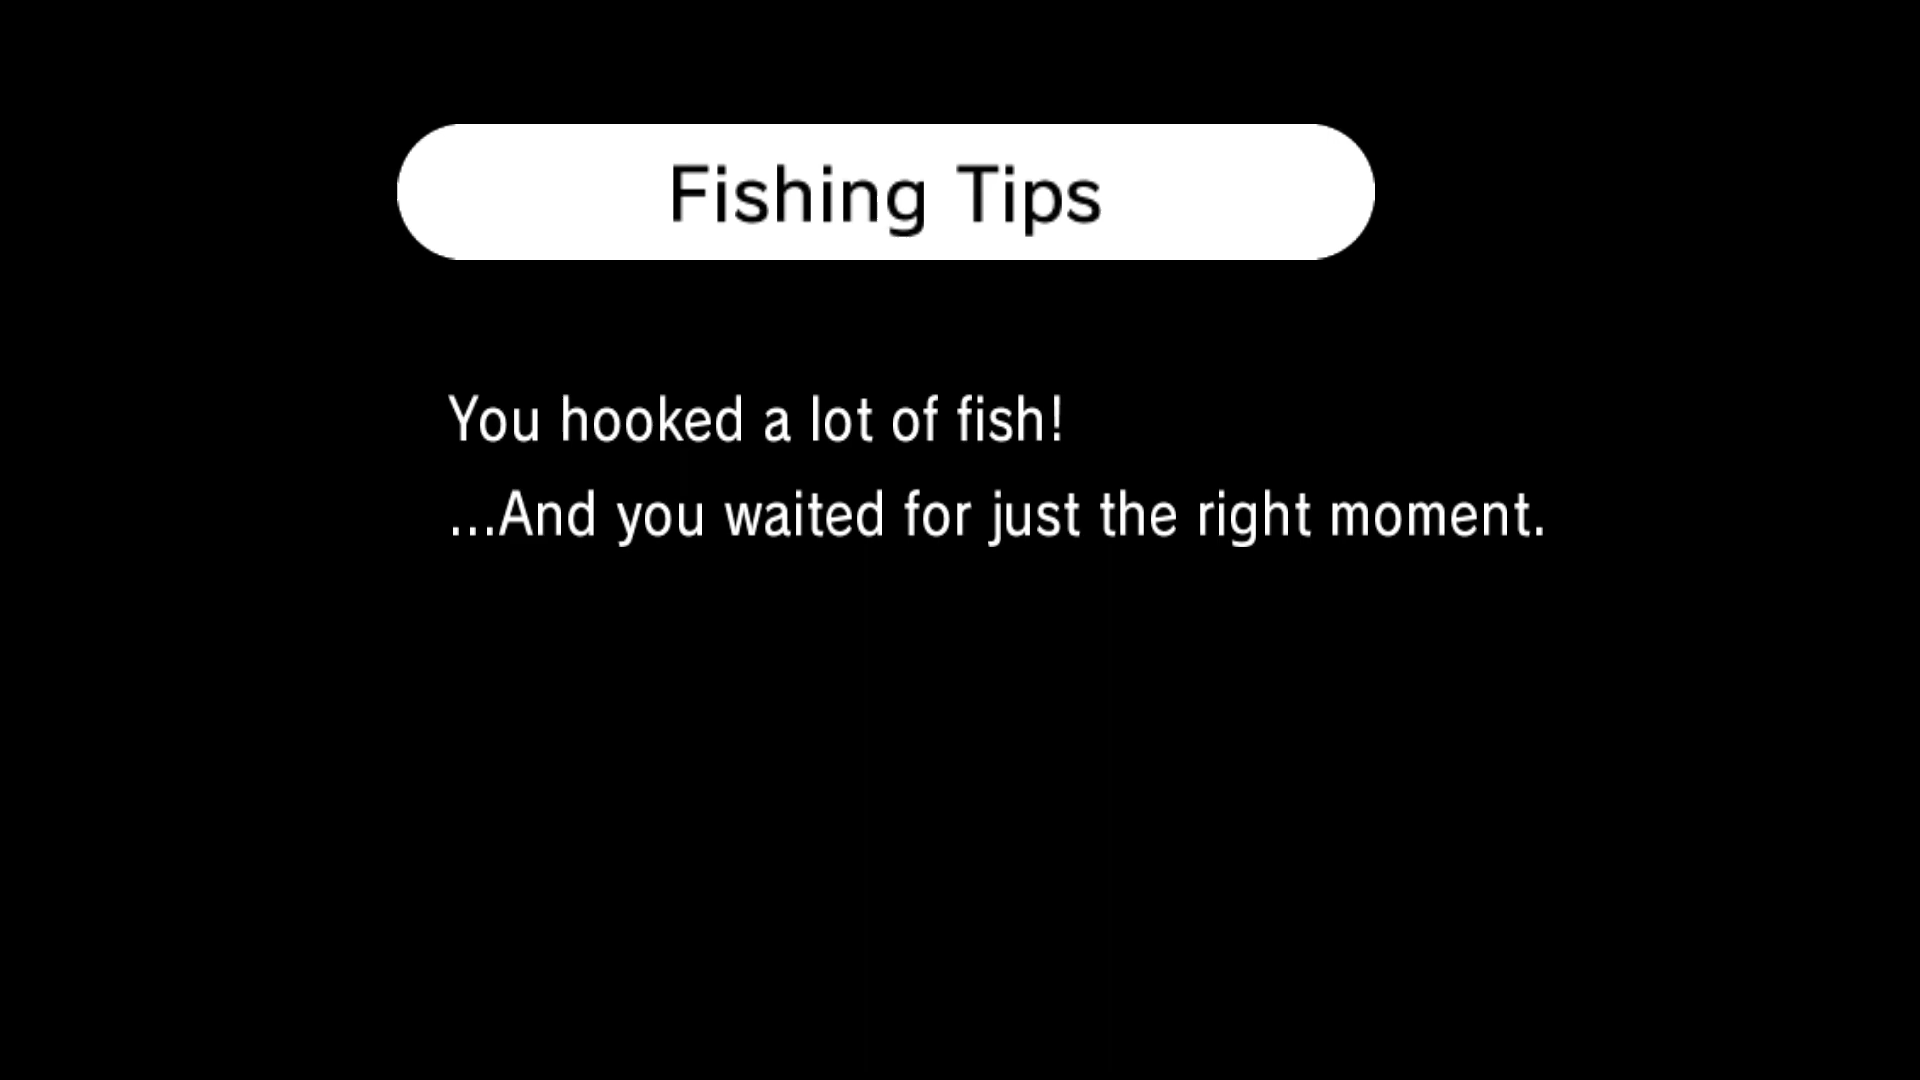 Fishing Tips
You hooked a lot of fish!
...And you waited for just the right moment.